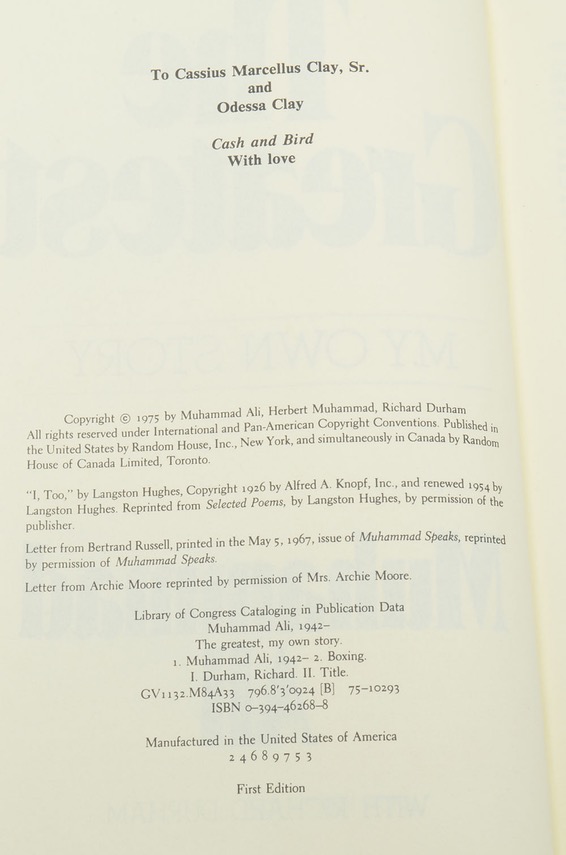 To Cassius Marcellus Clay, Sr.
and
Odessa Clay
Cash and Bird
With love
Copyright © 1975 by Muhammad Ali, Herbert Muhammad, Richard Durham
All rights reserved under International and Pan-American Copyright Conventions. Published in
the United States by Random House, Inc., New York, and simultaneously in Canada by Random
House of Canada Limited, Toronto.
"I, Too," by Langston Hughes, Copyright 1926 by Alfred A. Knopf, Inc., and renewed 1954 by
Langston Hughes. Reprinted from Selected Poems, by Langston Hughes, by permission of the
publisher.
Letter from Bertrand Russell, printed in the May 5, 1967, issue of Muhammad Speaks, reprinted
by permission of Muhammad Speaks.
Letter from Archie Moore reprinted by permission of Mrs. Archie Moore.
Library of Congress Cataloging in Publication Data
Muhammad Ali, 1942–
The greatest, my own story.
1. Muhammad Ali, 1942– 2. Boxing.
I. Durham, Richard. II. Title.
GV1132.M84A33 796.8'3'0924 [B] 75-10293
ISBN 0-394-46268-8
Manufactured in the United States of America
2 4 6 8 9 7 5 3
First Edition